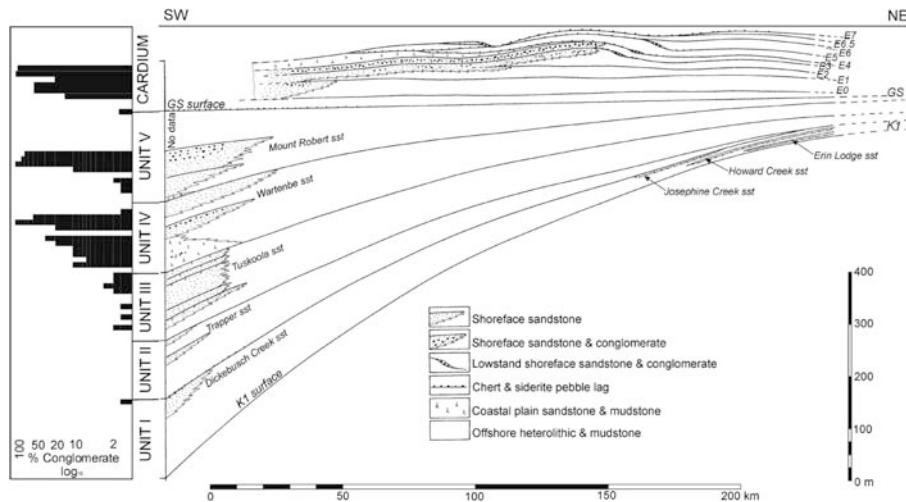 SW
NE
CARDIUM
UNIT V
UNIT IV
UNIT III
UNIT II
UNIT I
GS surface
No data
Mount Robert sst
Wartenbe sst
Tuskoola sst
Trapper sst
Dickebusch Creek sst
K1 surface
E7
E6.5
E6
E5
E4
E2
E1
E0
GS
K1
Erin Lodge sst
Howard Creek sst
Josephine Creek sst
Shoreface sandstone
Shoreface sandstone & conglomerate
Lowstand shoreface sandstone & conglomerate
Chert & siderite pebble lag
Coastal plain sandstone & mudstone
Offshore heterolithic & mudstone
400
300
200
100
0 m
100 50 20 10 2
% Conglomerate
log
0 50 100 150 200 km